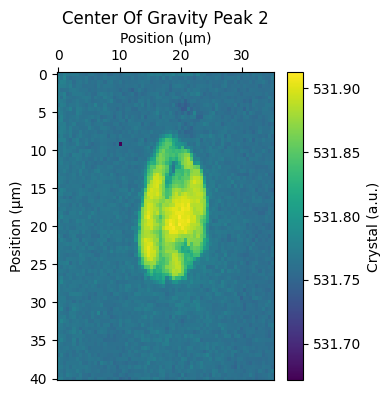 Center Of Gravity Peak 2
Position (μm)
0 10 20 30
0
5
10
15
20
25
30
35
40
Position (μm)
531.90
531.85
531.80
531.75
531.70
Crystal (a.u.)